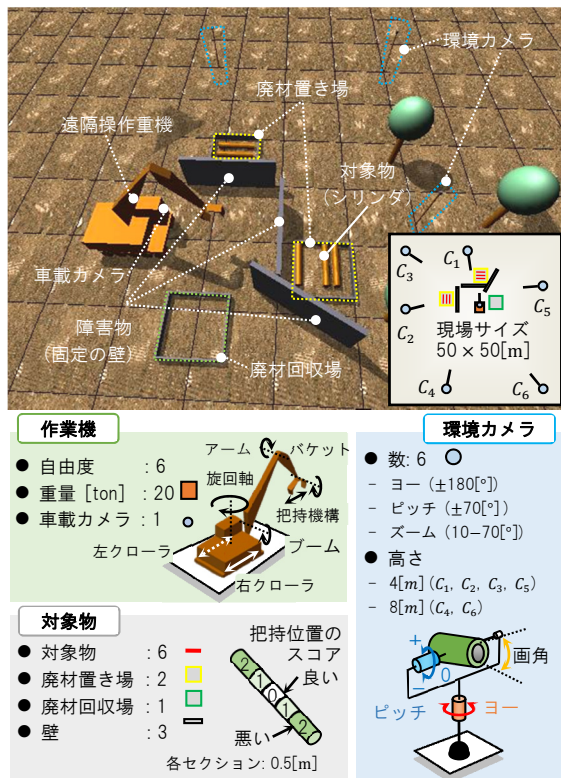 環境カメラ
廃材置き場
遠隔操作重機
対象物
(シリンダ)
車載カメラ
障害物
(固定の壁)
廃材回収場
C₁
C₃
C₂
C₅
C₄
C₆
現場サイズ
50 × 50[m]
作業機
● 自由度 : 6
● 重量 [ton] : 20
● 車載カメラ : 1
アーム
バケット
旋回軸
把持機構
ブーム
左クローラ
右クローラ
対象物
● 対象物 : 6
● 廃材置き場 : 2
● 廃材回収場 : 1
● 壁 : 3
把持位置の
スコア
良い
2
1
0
1
2
悪い
各セクション: 0.5[m]
環境カメラ
● 数: 6
- ヨー (±180[°])
- ピッチ (±70[°])
- ズーム (10−70[°])
● 高さ
- 4[m] (C₁, C₂, C₃, C₅)
- 8[m] (C₄, C₆)
+
0
−
画角
ピッチ
ヨー